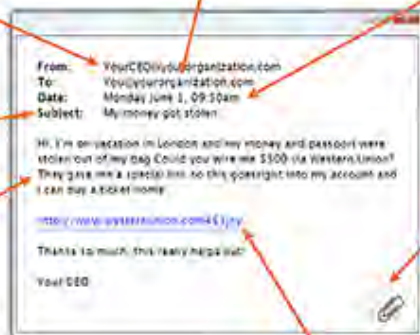 From: YourCEO@yourorganization.com
To: You@yourorganization.com
Date: Monday June 1, 09:30am
Subject: My money got stolen
Hi, I'm on vacation in London and my money and passport were
stolen out of my bag. Could you wire me $300 via Western Union?
They gave me a special link so this goes right into my account and
I can buy a ticket home
Thanks so much, this really helps out!
Your CEO